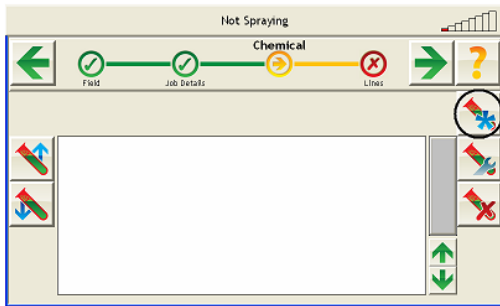 Not Spraying
Chemical
Field
Job Details
Lines
?